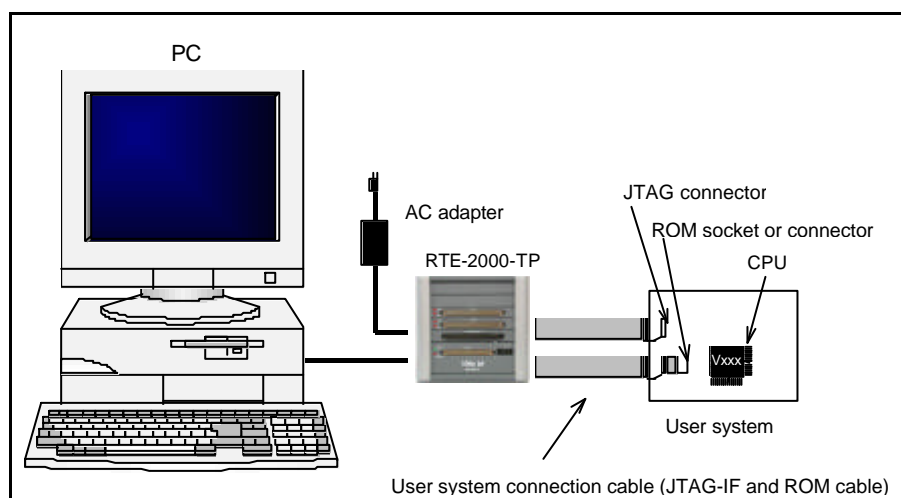 PC
JTAG connector
AC adapter
ROM socket or connector
RTE-2000-TP
CPU
Vxxx
User system
User system connection cable (JTAG-IF and ROM cable)